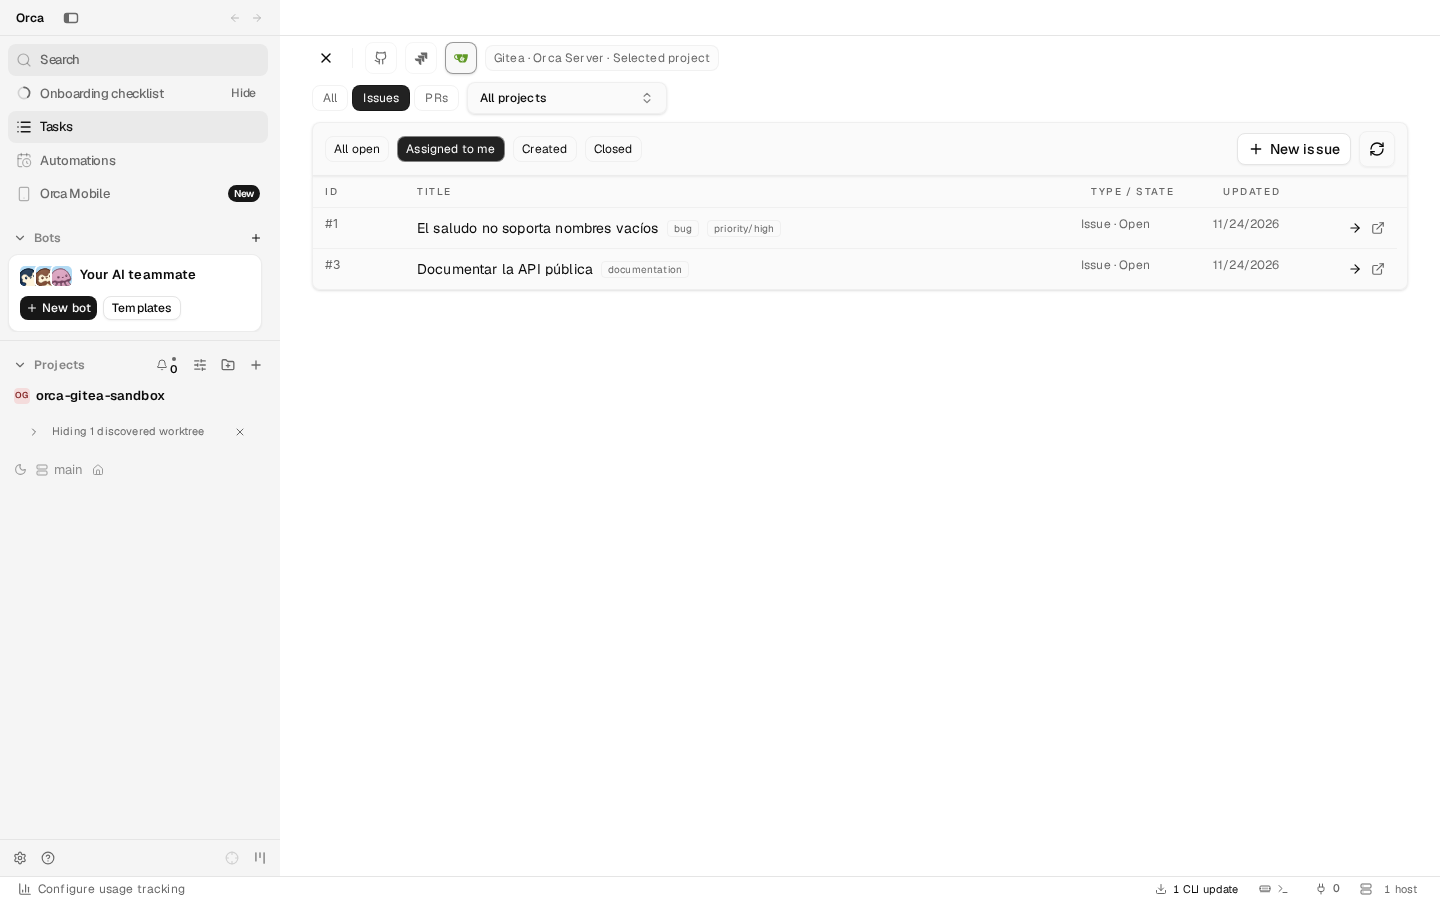 Orca
Search
Onboarding checklist Hide
Tasks
Automations
Orca Mobile New
Bots
Your AI teammate
New bot Templates
Projects 0
OG orca-gitea-sandbox
Hiding 1 discovered worktree
main
Gitea · Orca Server · Selected project
All Issues PRs All projects
All open Assigned to me Created Closed New issue
ID TITLE TYPE / STATE UPDATED
#1 El saludo no soporta nombres vacíos bug priority/high Issue · Open 11/24/2026
#3 Documentar la API pública documentation Issue · Open 11/24/2026
Configure usage tracking 1 CLI update 0 1 host